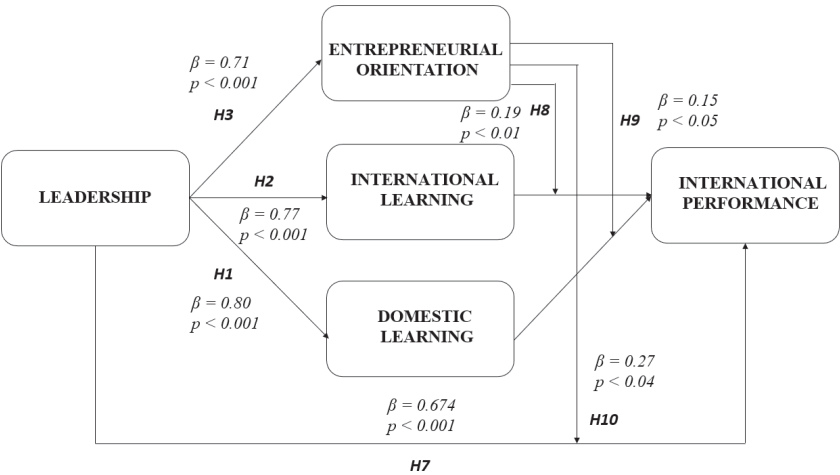 ENTREPRENEURIAL
ORIENTATION
β = 0.71
p < 0.001
H3
β = 0.19
p < 0.01
H8
H9
β = 0.15
p < 0.05
LEADERSHIP
H2
β = 0.77
p < 0.001
INTERNATIONAL
LEARNING
INTERNATIONAL
PERFORMANCE
H1
β = 0.80
p < 0.001
DOMESTIC
LEARNING
β = 0.27
p < 0.04
H10
β = 0.674
p < 0.001
H7